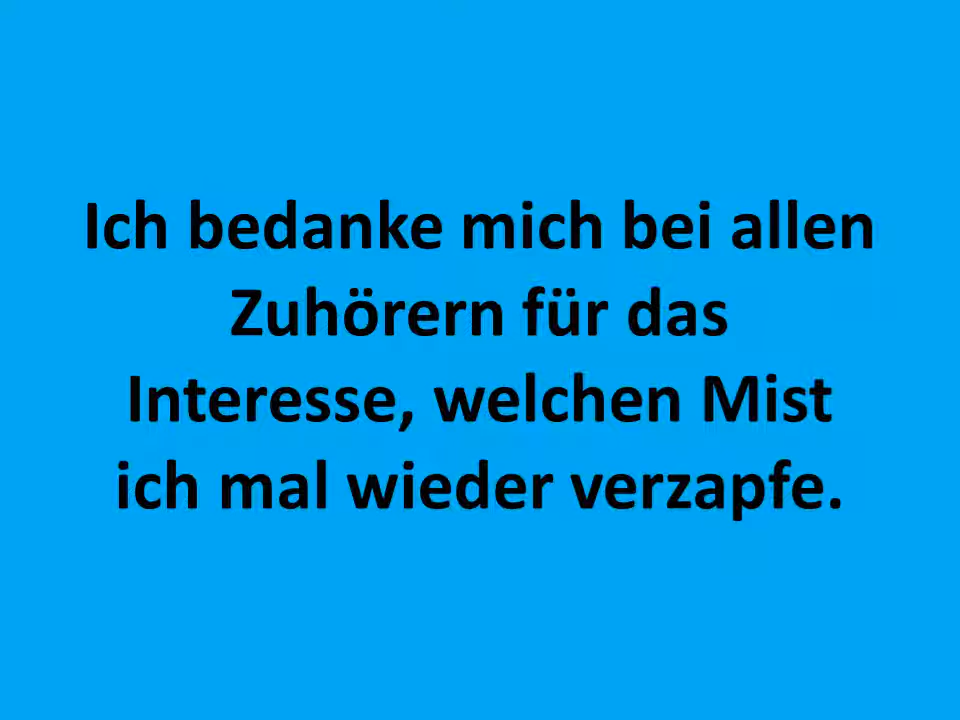 Ich bedanke mich bei allen
Zuhörern für das
Interesse, welchen Mist
ich mal wieder verzapfe.